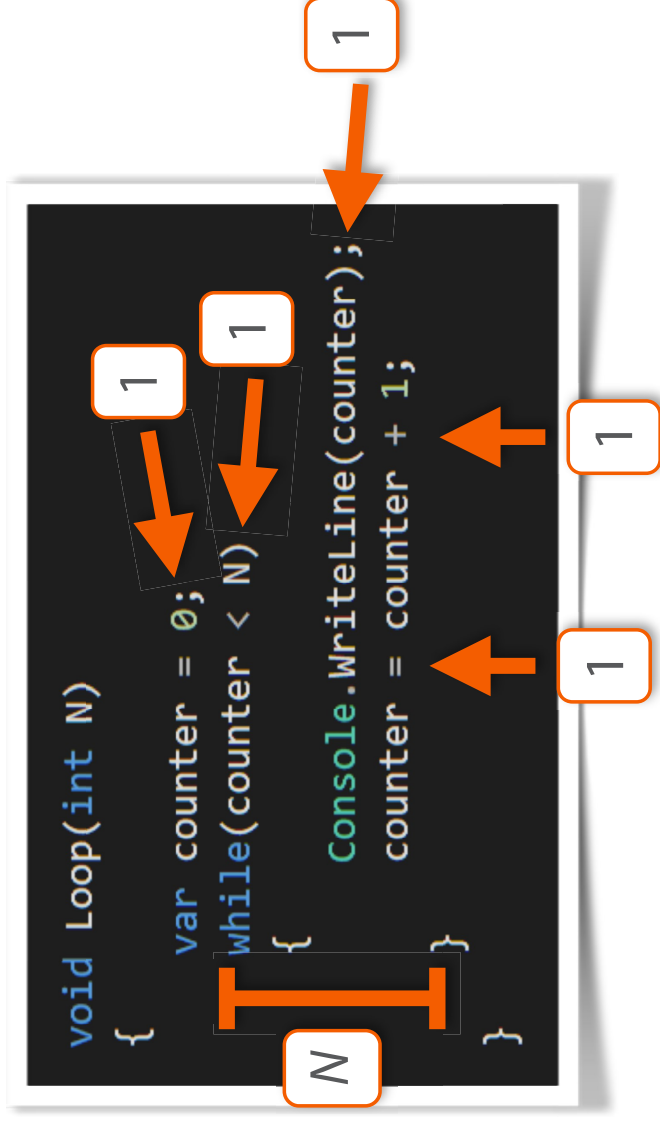 void Loop(int N)
{
var counter = 0;
1
while(counter < N)
1
{
Console.WriteLine(counter);
1
counter = counter + 1;
1
1
}
N
}